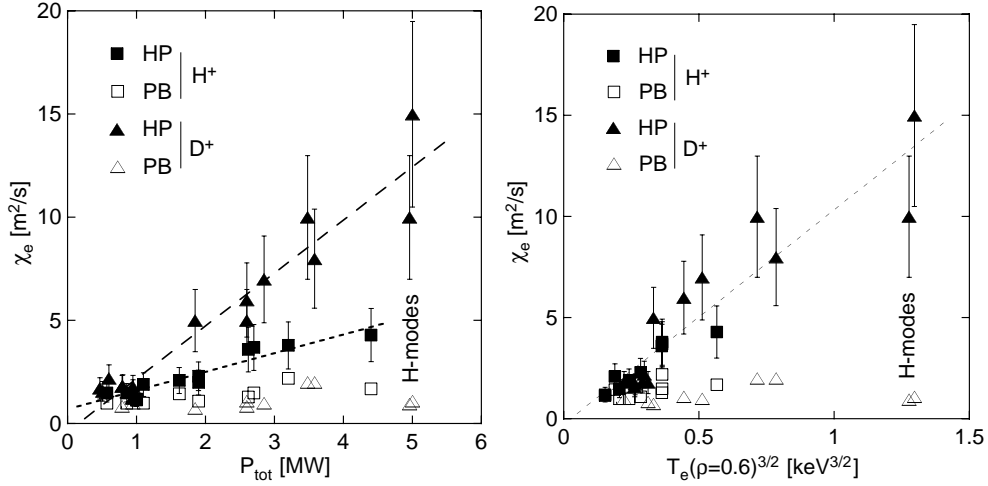 20
15
10
5
0
χe [m²/s]
HP
PB
H⁺
HP
PB
D⁺
H-modes
0 1 2 3 4 5 6
Ptot [MW]
20
15
10
5
0
χe [m²/s]
HP
PB
H⁺
HP
PB
D⁺
H-modes
0 0.5 1 1.5
Te(ρ=0.6)³/² [keV³/²]